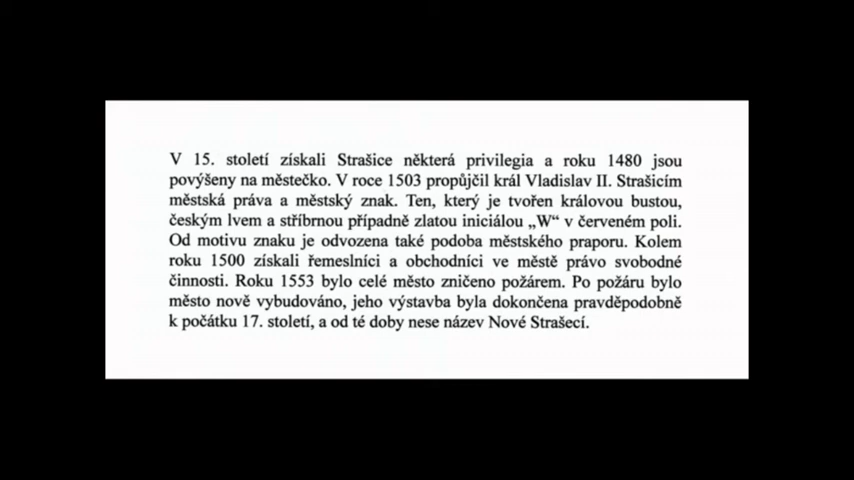 V 15. století získali Strašice některá privilegia a roku 1480 jsou
povýšeny na městečko. V roce 1503 propůjčil král Vladislav II. Strašicím
městská práva a městský znak. Ten, který je tvořen královou bustou,
českým lvem a stříbrnou případně zlatou iniciálou „W“ v červeném poli.
Od motivu znaku je odvozena také podoba městského praporu. Kolem
roku 1500 získali řemeslníci a obchodníci ve městě právo svobodné
činnosti. Roku 1553 bylo celé město zničeno požárem. Po požáru bylo
město nově vybudováno, jeho výstavba byla dokončena pravděpodobně
k počátku 17. století, a od té doby nese název Nové Strašecí.